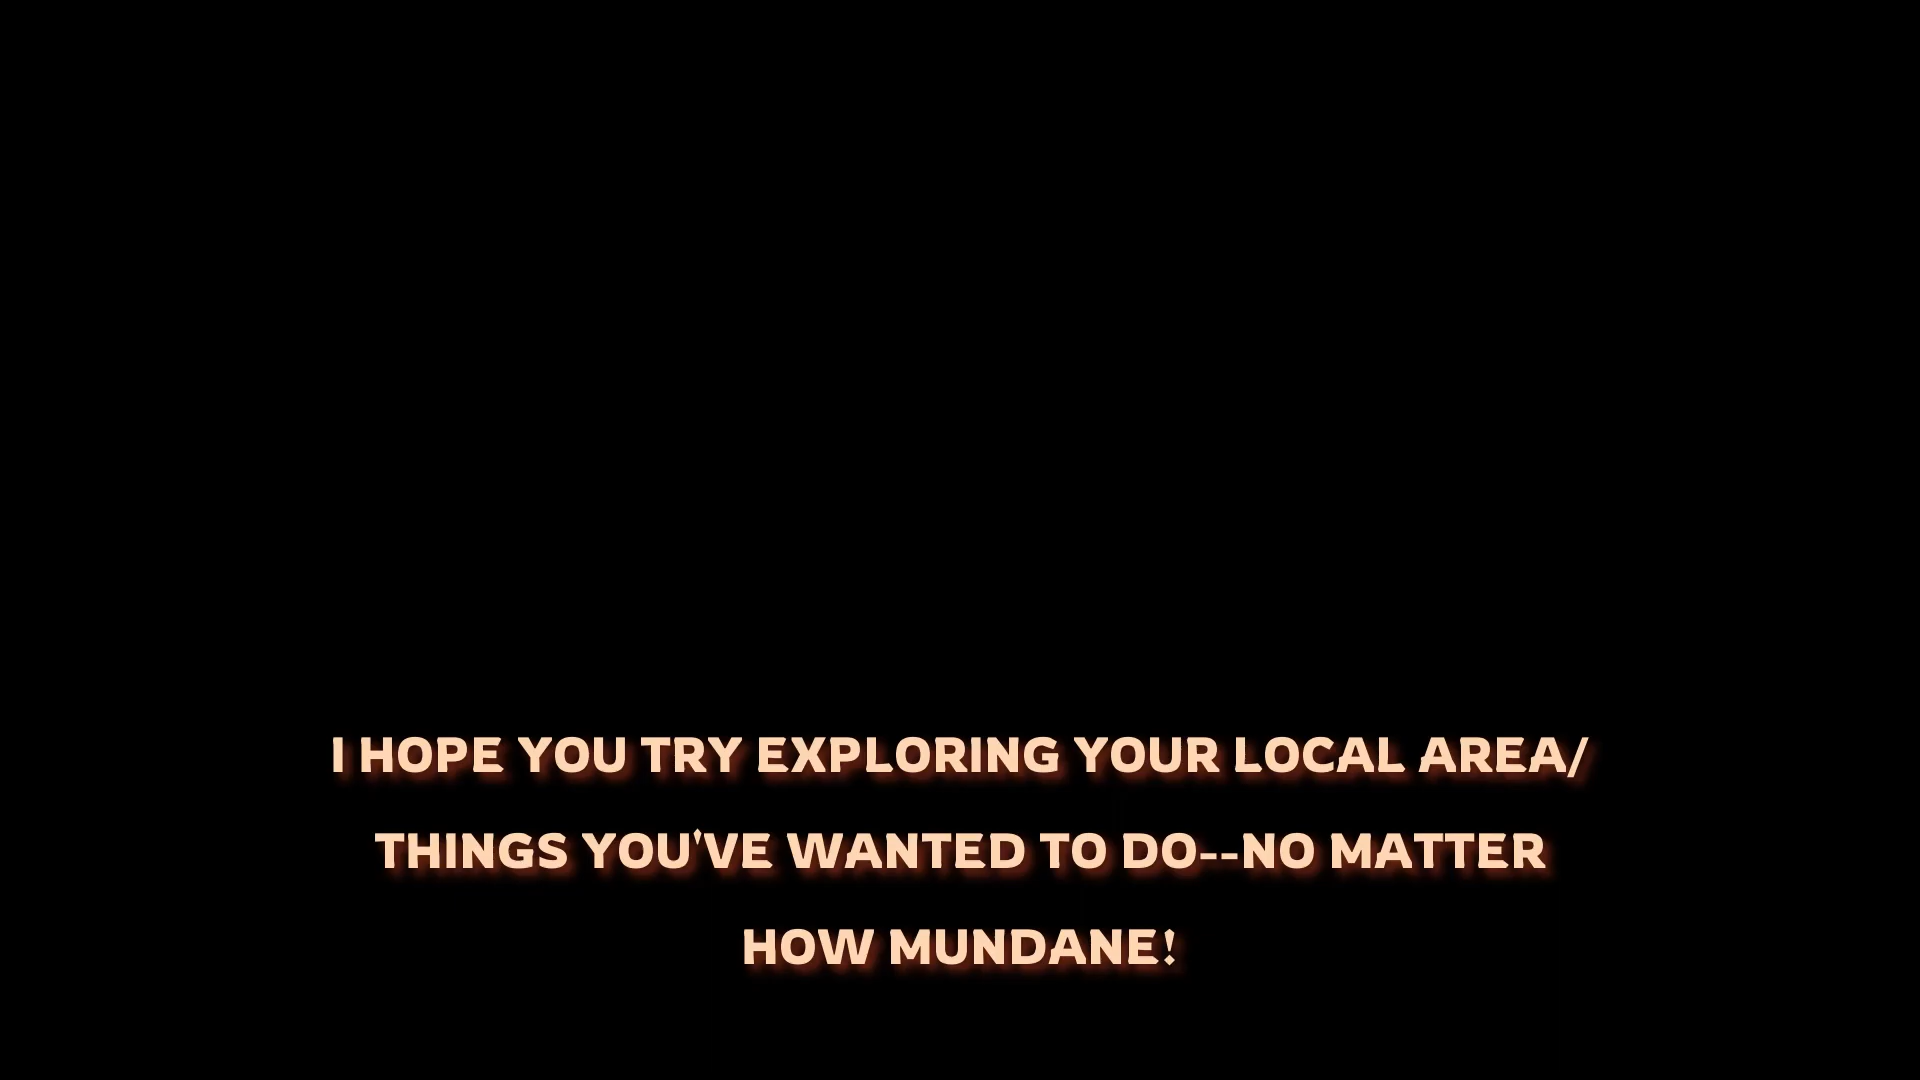 I HOPE YOU TRY EXPLORING YOUR LOCAL AREA/
THINGS YOU'VE WANTED TO DO--NO MATTER
HOW MUNDANE!